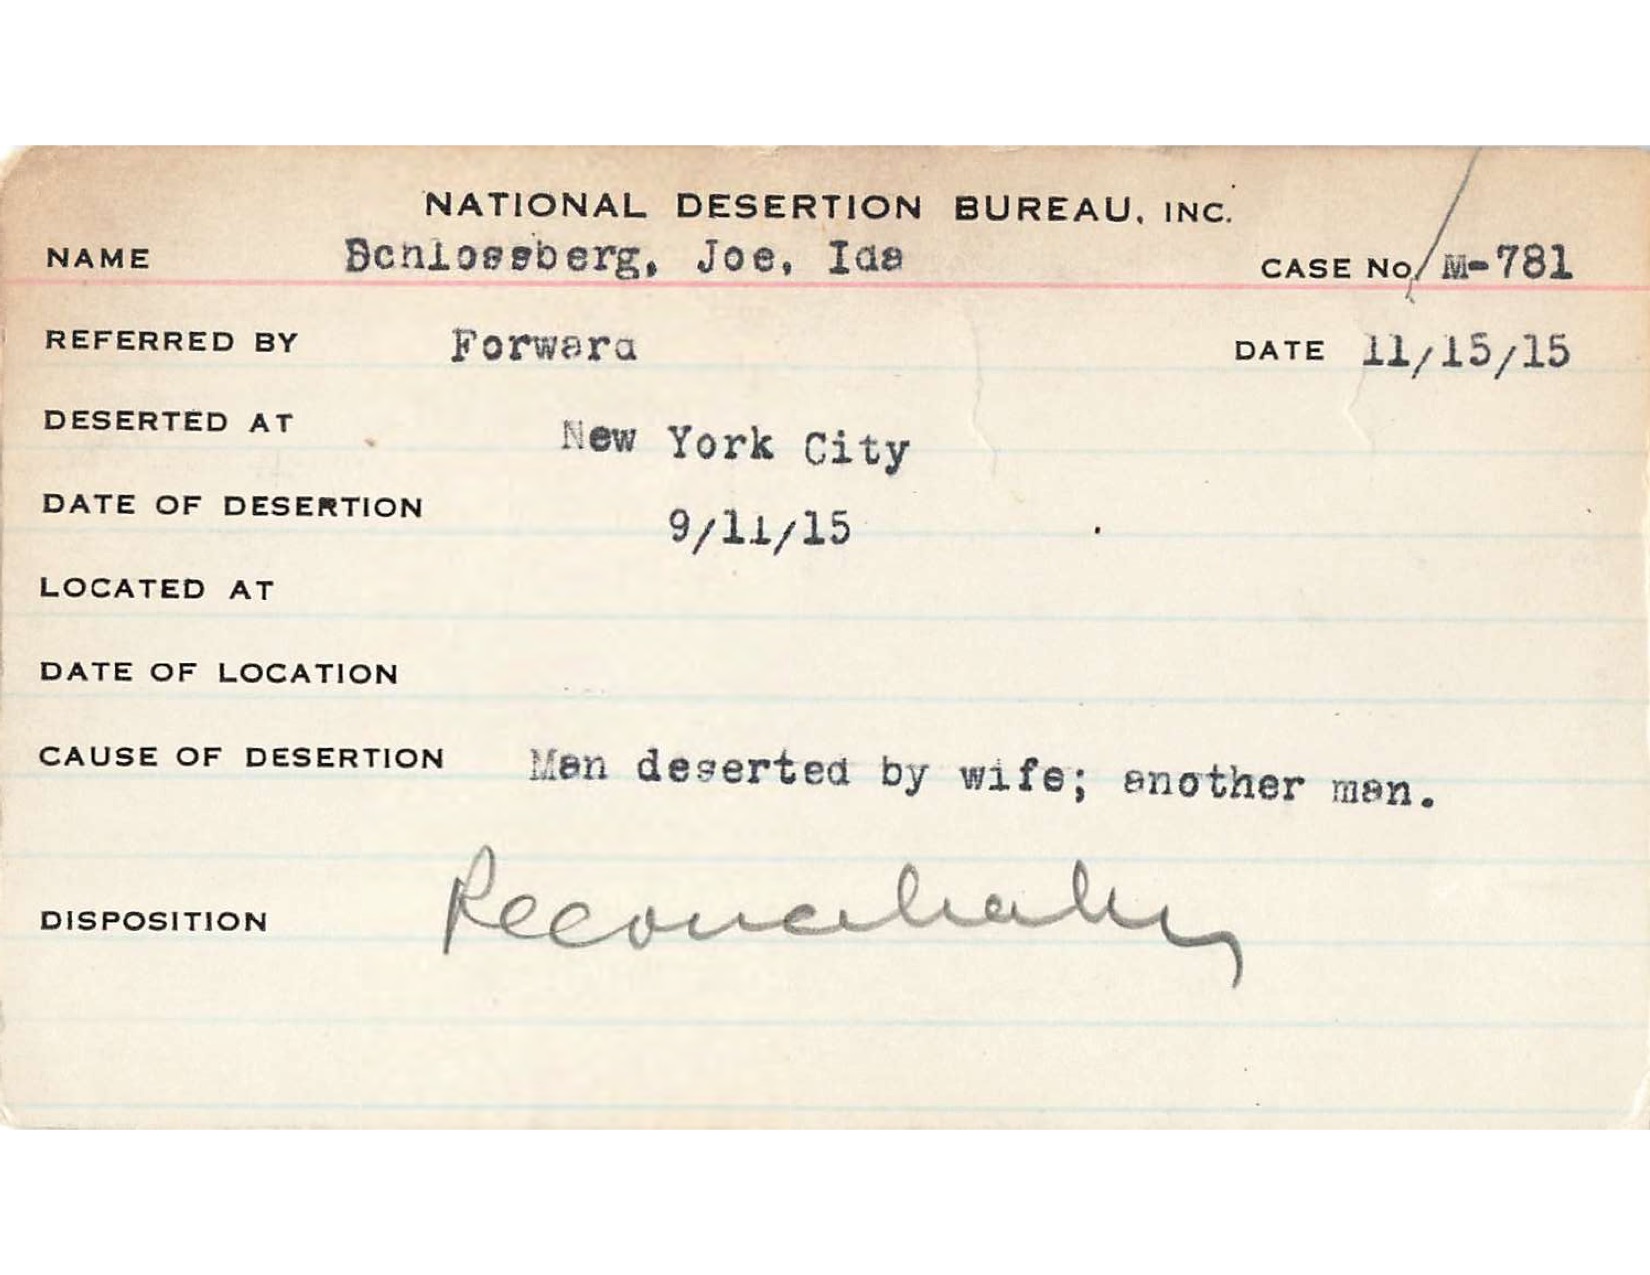 NATIONAL DESERTION BUREAU, INC.
NAME Schlossberg, Joe, Ida CASE No. M-781
REFERRED BY Forward DATE 11/15/15
DESERTED AT New York City
DATE OF DESERTION 9/11/15
LOCATED AT
DATE OF LOCATION
CAUSE OF DESERTION Man deserted by wife; another man.
DISPOSITION Reconciliation